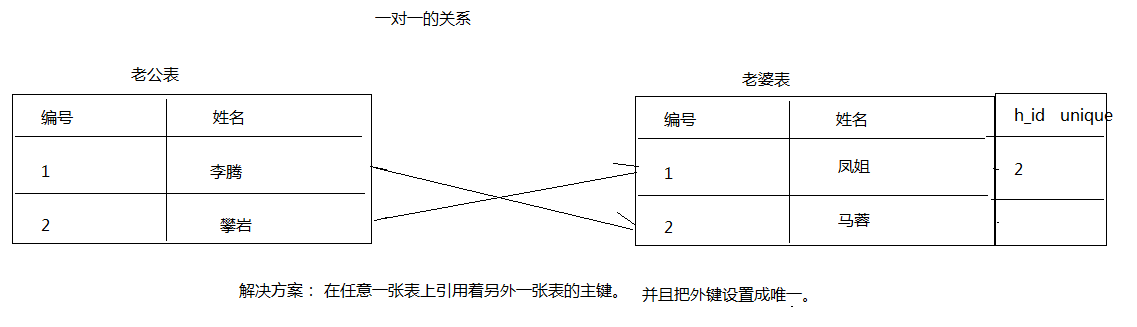 一对一的关系
老公表
老婆表
编号 姓名
编号 姓名 h_id unique
1 李腾
1 凤姐 2
2 攀岩
2 马蓉
解决方案： 在任意一张表上引用着另外一张表的主键。 并且把外键设置成唯一。